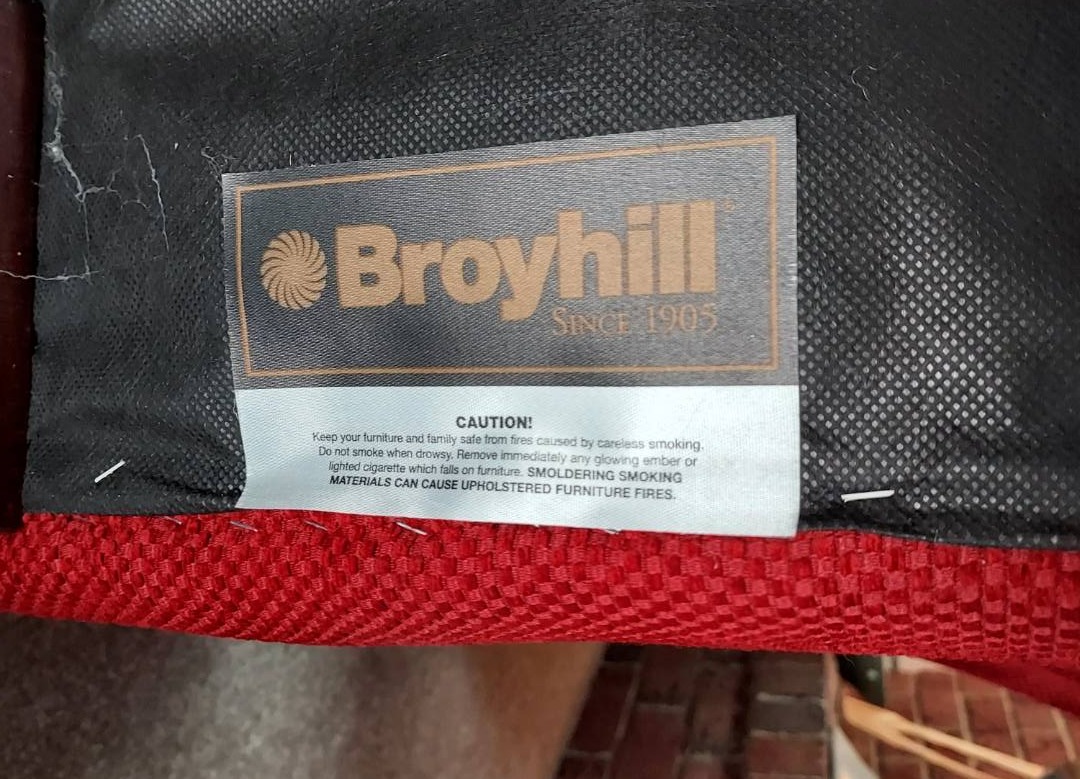 Broyhill®
SINCE 1905
CAUTION!
Keep your furniture and family safe from fires caused by careless smoking.
Do not smoke when drowsy. Remove immediately any glowing ember or
lighted cigarette which falls on furniture. SMOLDERING SMOKING
MATERIALS CAN CAUSE UPHOLSTERED FURNITURE FIRES.